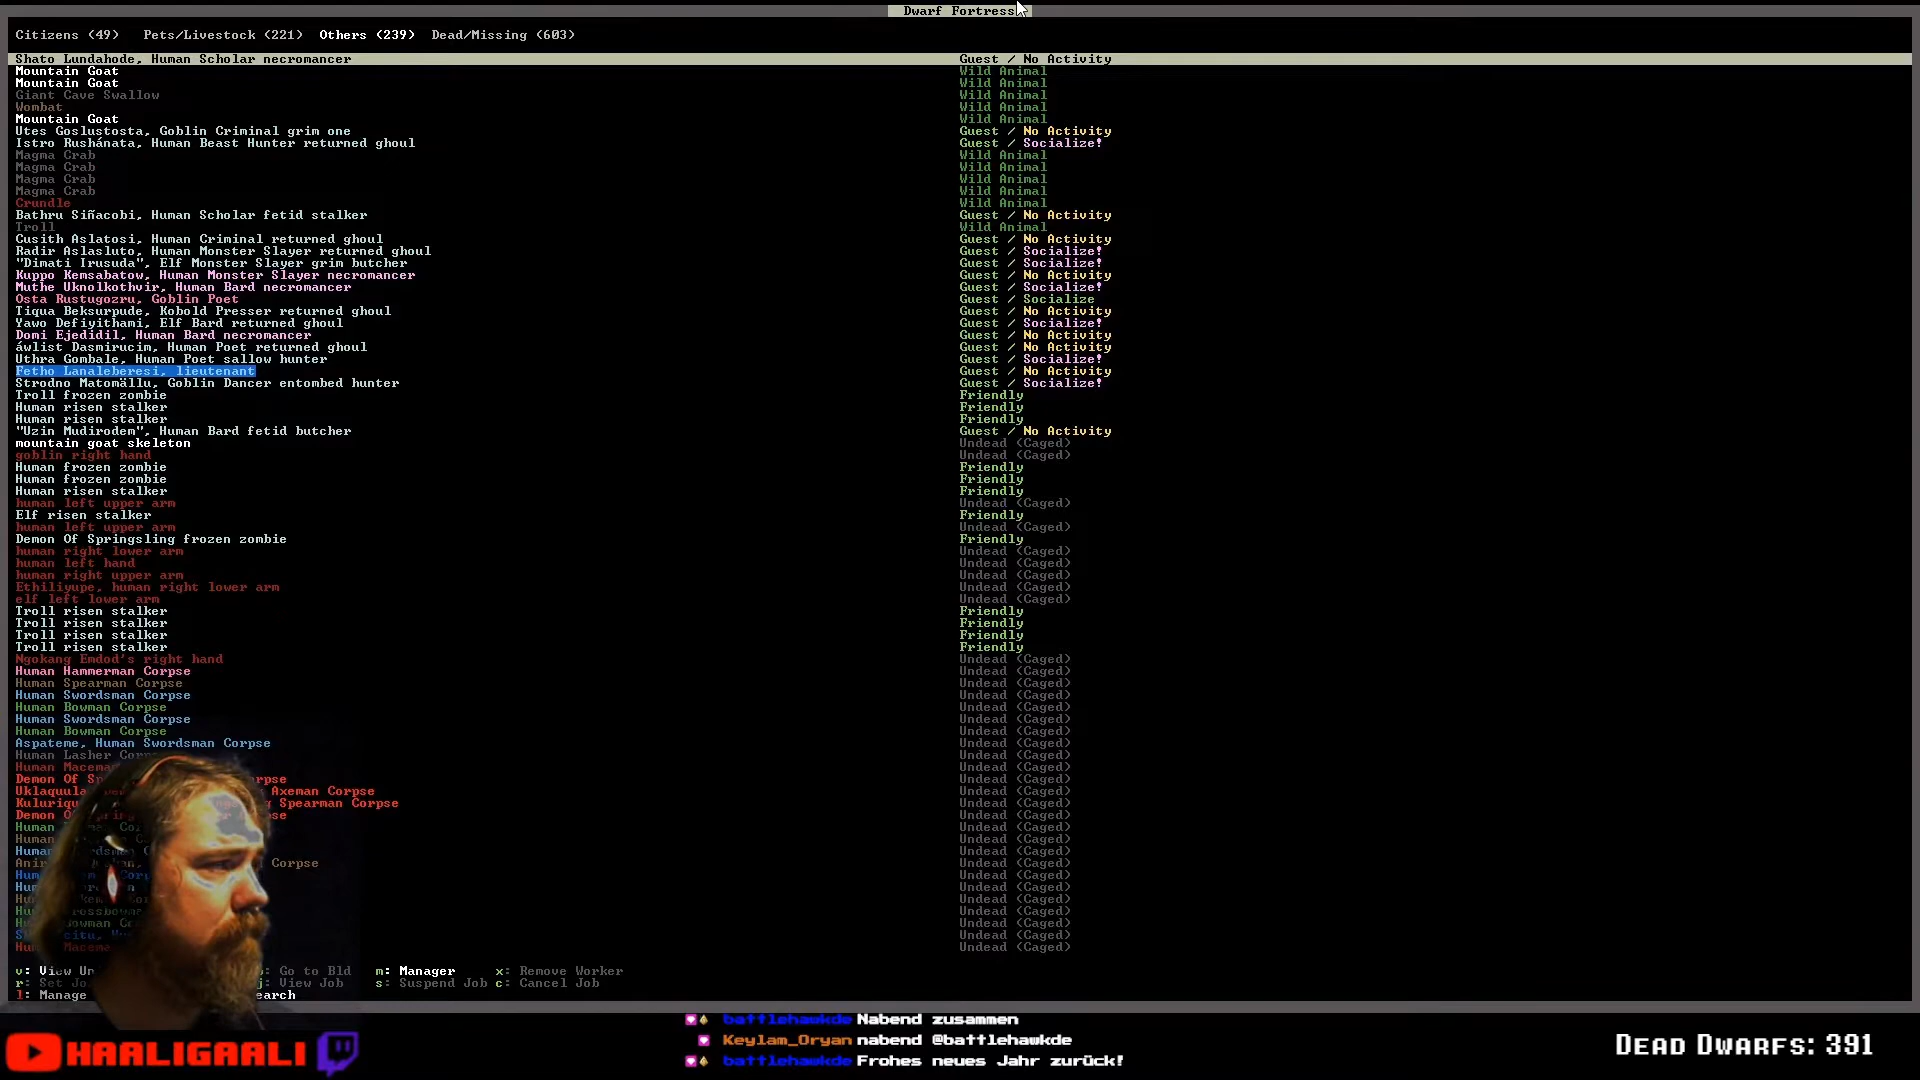 Dwarf Fortress
Citizens (49) Pets/Livestock (221) Others (239) Dead/Missing (603)
Shato Lundahode, Human Scholar necromancer Guest / No Activity
Mountain Goat Wild Animal
Mountain Goat Wild Animal
Giant Cave Swallow Wild Animal
Wombat Wild Animal
Mountain Goat Wild Animal
Utes Goslustosta, Goblin Criminal grim one Guest / No Activity
Istro Rushánata, Human Beast Hunter returned ghoul Guest / Socialize!
Magma Crab Wild Animal
Magma Crab Wild Animal
Magma Crab Wild Animal
Magma Crab Wild Animal
Crundle Wild Animal
Bathru Siñacobi, Human Scholar fetid stalker Guest / No Activity
Troll Wild Animal
Cusith Aslatosi, Human Criminal returned ghoul Guest / No Activity
Radir Aslasluto, Human Monster Slayer returned ghoul Guest / Socialize!
"Dimati Irusuda", Elf Monster Slayer grim butcher Guest / Socialize!
Kuppo Kemsabatow, Human Monster Slayer necromancer Guest / No Activity
Muthe Uknolkothvir, Human Bard necromancer Guest / Socialize!
Osta Rustugozru, Goblin Poet Guest / Socialize
Tiqua Beksurpude, Kobold Presser returned ghoul Guest / No Activity
Yawo Defiyithami, Elf Bard returned ghoul Guest / Socialize!
Domi Ejedidil, Human Bard necromancer Guest / No Activity
áwlist Dasmirucim, Human Poet returned ghoul Guest / No Activity
Uthra Gombale, Human Poet sallow hunter Guest / Socialize!
Fetho Lanaleberesi, lieutenant Guest / No Activity
Strodno Matomällu, Goblin Dancer entombed hunter Guest / Socialize!
Troll frozen zombie Friendly
Human risen stalker Friendly
Human risen stalker Friendly
"Uzin Mudirodem", Human Bard fetid butcher Guest / No Activity
mountain goat skeleton Undead (Caged)
goblin right hand Undead (Caged)
Human frozen zombie Friendly
Human frozen zombie Friendly
Human risen stalker Friendly
human left upper arm Undead (Caged)
Elf risen stalker Friendly
human left upper arm Undead (Caged)
Demon Of Springsling frozen zombie Friendly
human right lower arm Undead (Caged)
human left hand Undead (Caged)
human right upper arm Undead (Caged)
Ethiliyupe, human right lower arm Undead (Caged)
elf left lower arm Undead (Caged)
Troll risen stalker Friendly
Troll risen stalker Friendly
Troll risen stalker Friendly
Troll risen stalker Friendly
Ngokang Emdod's right hand Undead (Caged)
Human Hammerman Corpse Undead (Caged)
Human Spearman Corpse Undead (Caged)
Human Swordsman Corpse Undead (Caged)
Human Bowman Corpse Undead (Caged)
Human Swordsman Corpse Undead (Caged)
Human Bowman Corpse Undead (Caged)
Aspateme, Human Swordsman Corpse Undead (Caged)
Human Lasher Undead (Caged)
Human Undead (Caged)
Demon Of Undead (Caged)
Axeman Corpse Undead (Caged)
Spearman Corpse Undead (Caged)
Demon Undead (Caged)
Human Undead (Caged)
Human Undead (Caged)
Human Undead (Caged)
Corpse Undead (Caged)
Undead (Caged)
Undead (Caged)
Undead (Caged)
Undead (Caged)
Undead (Caged)
Undead (Caged)
Undead (Caged)
v: View Go to Bld m: Manager x: Remove Worker
r: Set j: View Job s: Suspend Job c: Cancel Job
l: Manage
battlehawkde Nabend zusammen
Keylam_Oryan nabend @battlehawkde
battlehawkde Frohes neues Jahr zurück!
HAALIGAALI
Dead Dwarfs: 391